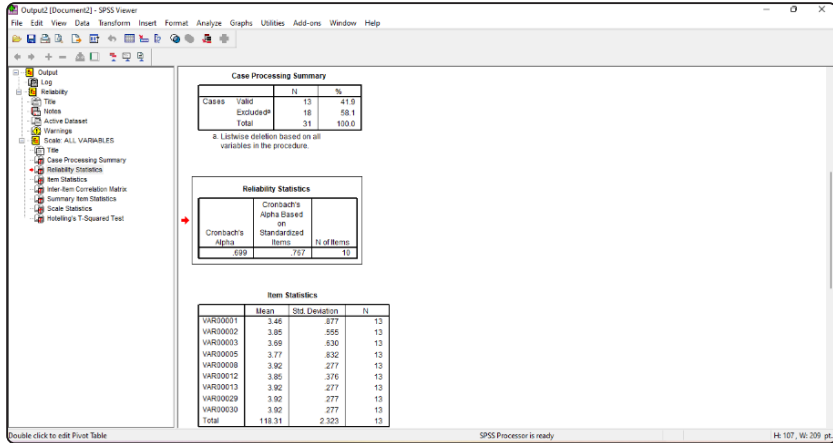 Output2 [Document2] - SPSS Viewer
File Edit View Data Transform Insert Format Analyze Graphs Utilities Add-ons Window Help
Output
Log
Reliability
Title
Notes
Active Dataset
Warnings
Scale: ALL VARIABLES
Title
Case Processing Summary
Reliability Statistics
Item Statistics
Inter-Item Correlation Matrix
Summary Item Statistics
Scale Statistics
Hotelling's T-Squared Test
Case Processing Summary
N %
Cases Valid 13 41.9
Excludedª 18 58.1
Total 31 100.0
a. Listwise deletion based on all
variables in the procedure.
Reliability Statistics
Cronbach's
Alpha Based
on
Cronbach's Standardized
Alpha Items N of Items
.699 .767 10
Item Statistics
Mean Std. Deviation N
VAR00001 3.46 .877 13
VAR00002 3.85 .555 13
VAR00003 3.69 .630 13
VAR00005 3.77 .832 13
VAR00008 3.92 .277 13
VAR00012 3.85 .376 13
VAR00013 3.92 .277 13
VAR00029 3.92 .277 13
VAR00030 3.92 .277 13
Total 118.31 2.323 13
Double click to edit Pivot Table SPSS Processor is ready H: 107, W: 209 pt.